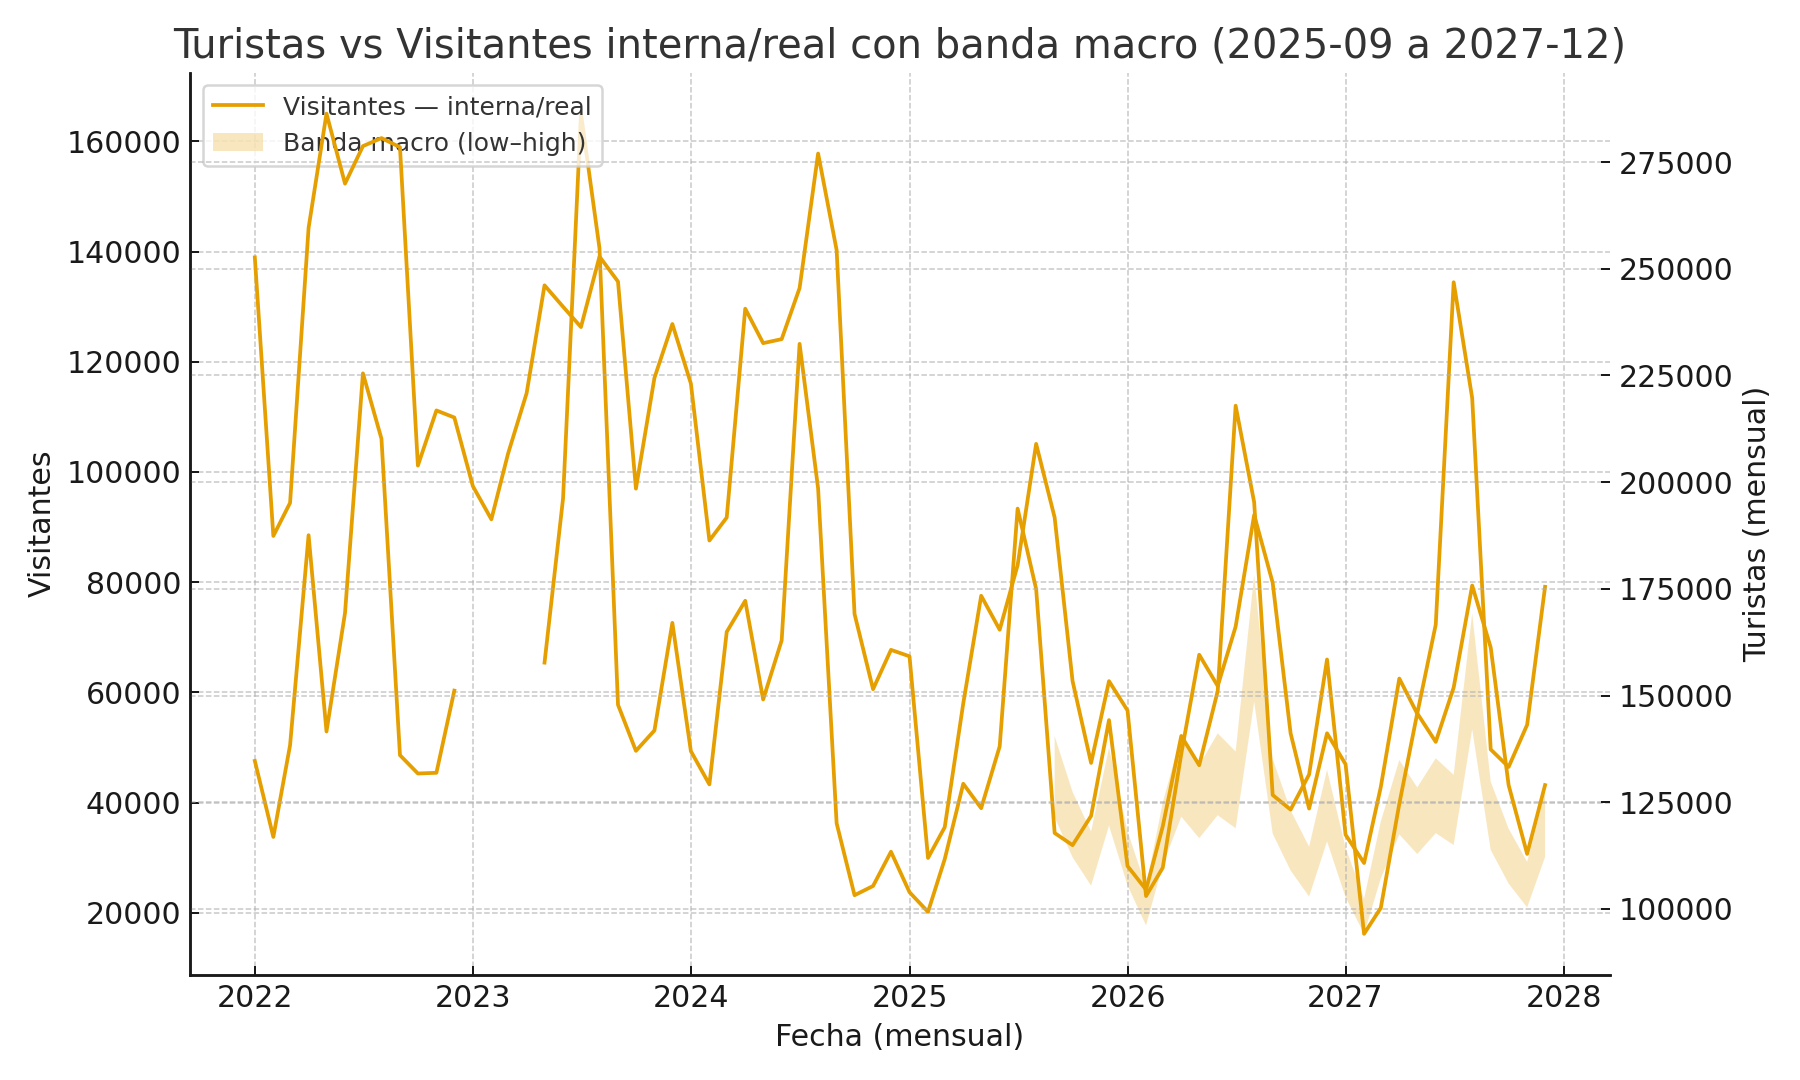 Turistas vs Visitantes interna/real con banda macro (2025-09 a 2027-12)
Visitantes — interna/real
Banda macro (low–high)
Visitantes
160000
140000
120000
100000
80000
60000
40000
20000
275000
250000
225000
200000
175000
150000
125000
100000
Turistas (mensual)
2022 2023 2024 2025 2026 2027 2028
Fecha (mensual)